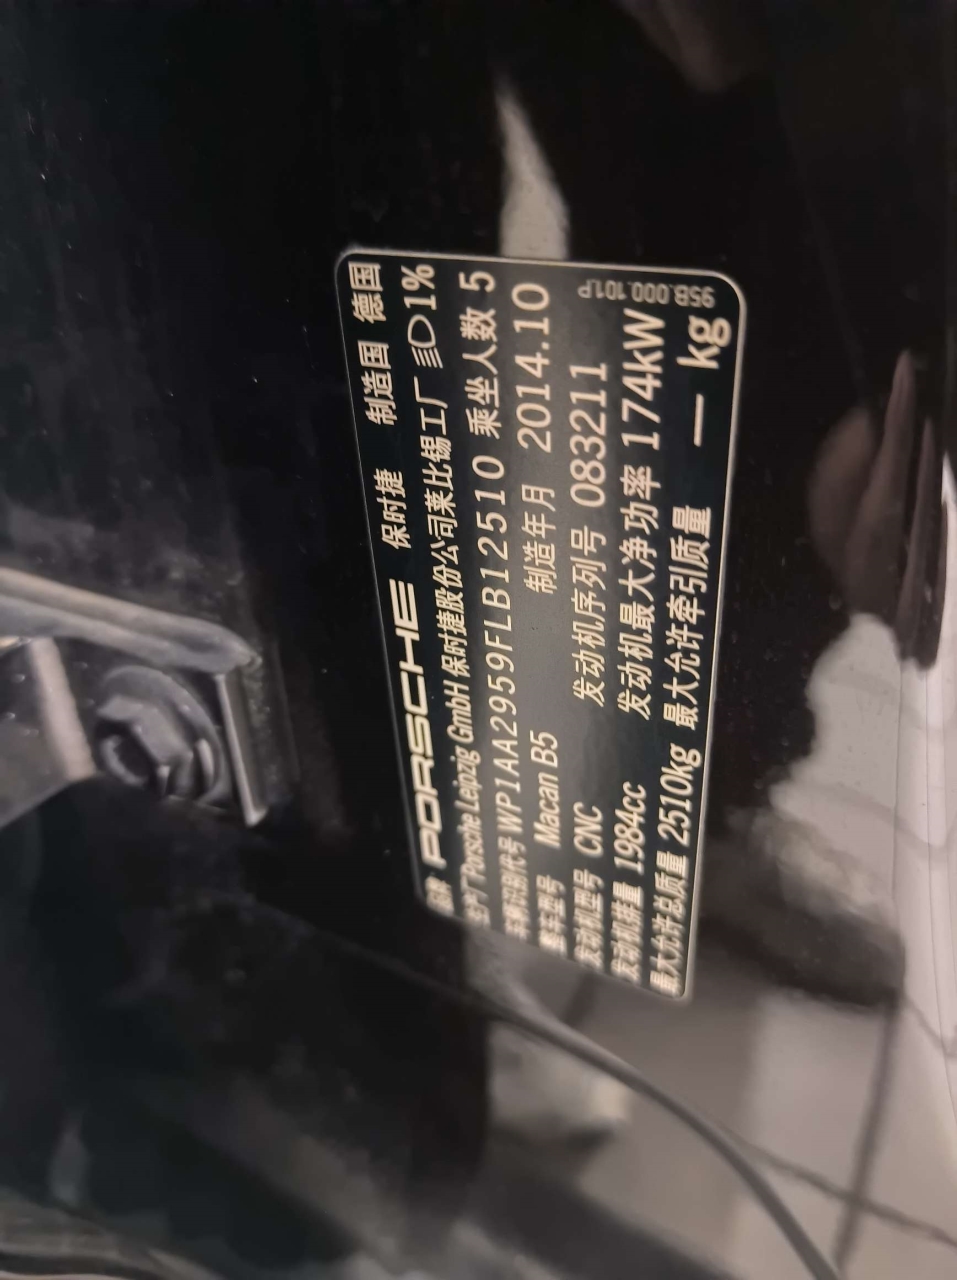 品牌 PORSCHE 保时捷 制造国 德国
生产厂 Porsche Leipzig GmbH 保时捷股份公司莱比锡工厂 1%
车辆识别代号 WP1AA2959FLB12510 乘坐人数 5
整车型号 Macan B5 制造年月 2014.10
发动机型号 CNC 发动机序列号 083211
发动机排量 1984cc 发动机最大净功率 174kW
最大允许总质量 2510kg 最大允许牵引质量 — kg
95B.000.101.P